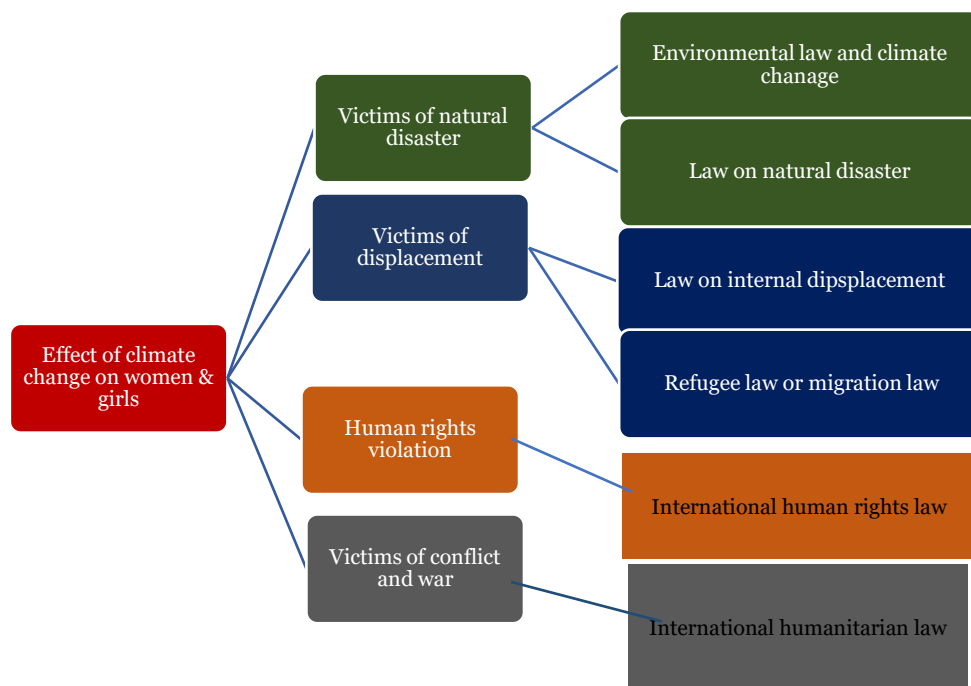 Effect of climate
change on women &
girls
Victims of natural
disaster
Environmental law and climate
chanage
Law on natural disaster
Victims of
displacement
Law on internal dipsplacement
Refugee law or migration law
Human rights
violation
International human rights law
Victims of conflict
and war
International humanitarian law